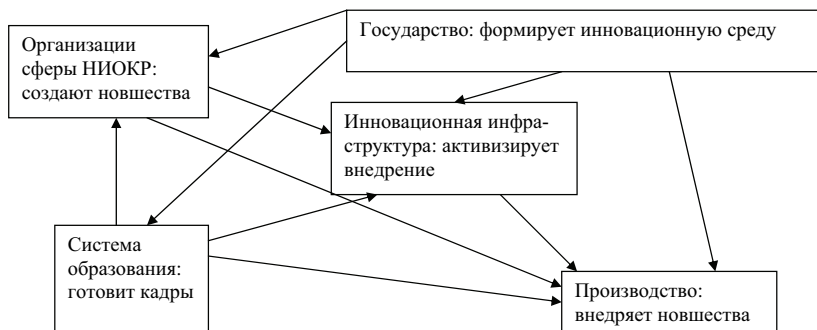 Организации
сферы НИОКР:
создают новшества
Государство: формирует инновационную среду
Инновационная инфра-
структура: активизирует
внедрение
Система
образования:
готовит кадры
Производство:
внедряет новшества